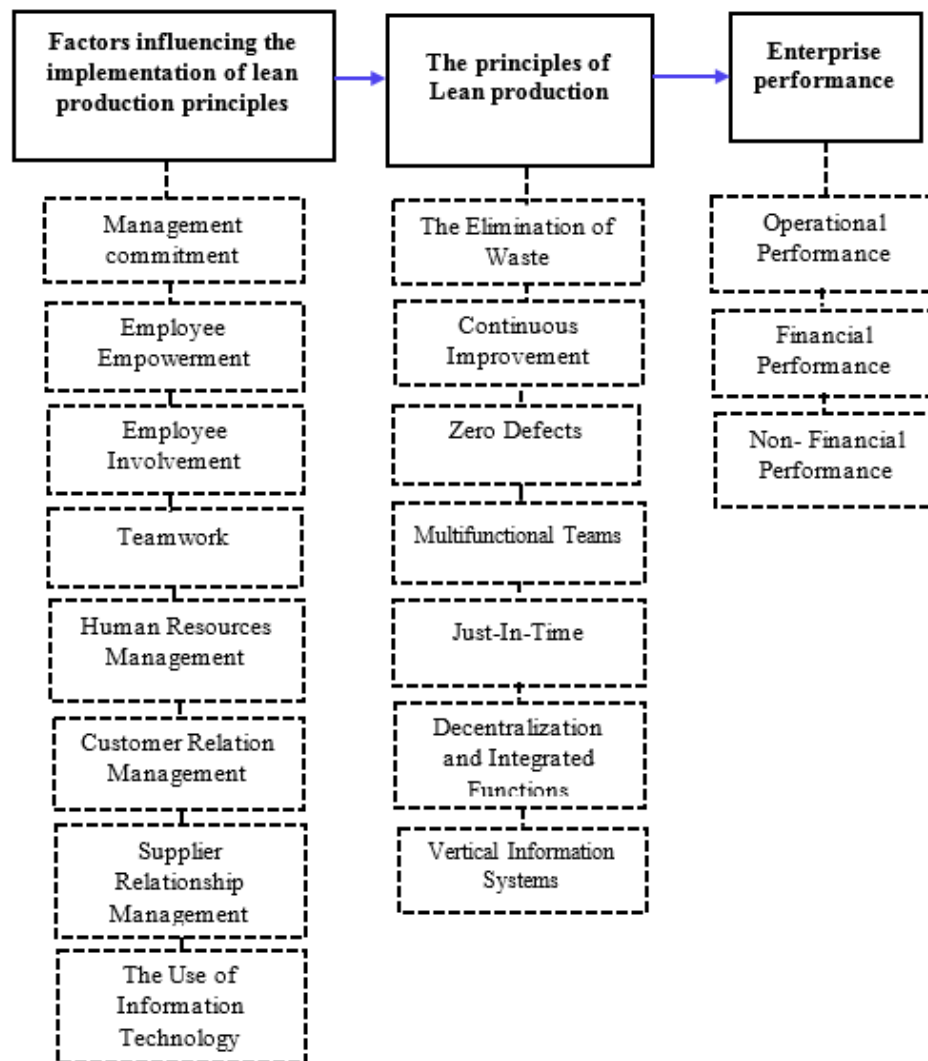 Factors influencing the
implementation of lean
production principles
The principles of
Lean production
Enterprise
performance
Management
commitment
Employee
Empowerment
Employee
Involvement
Teamwork
Human Resources
Management
Customer Relation
Management
Supplier
Relationship
Management
The Use of
Information
Technology
The Elimination of
Waste
Continuous
Improvement
Zero Defects
Multifunctional Teams
Just-In-Time
Decentralization
and Integrated
Functions
Vertical Information
Systems
Operational
Performance
Financial
Performance
Non- Financial
Performance